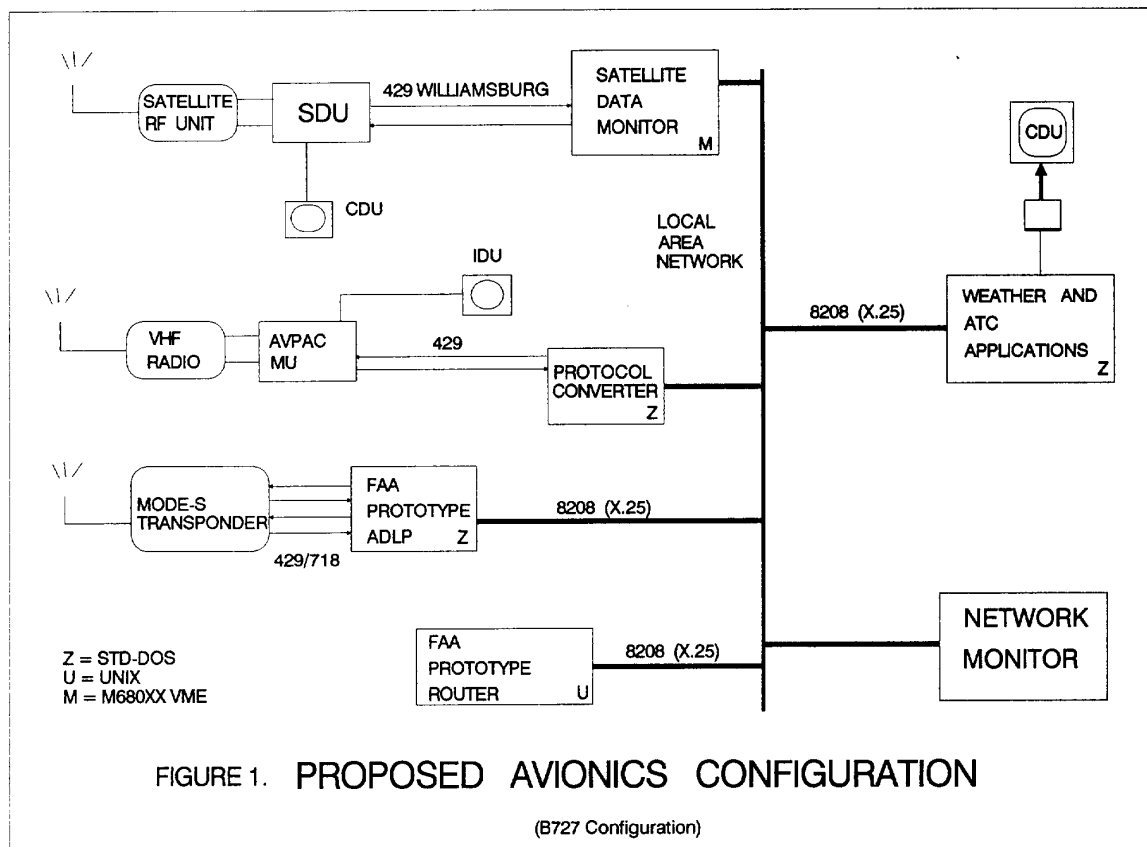 SATELLITE
RF UNIT
SDU
429 WILLIAMSBURG
SATELLITE
DATA
MONITOR
M
CDU
CDU
LOCAL
AREA
NETWORK
IDU
VHF
RADIO
AVPAC
MU
429
PROTOCOL
CONVERTER
Z
8208 (X.25)
WEATHER AND
ATC
APPLICATIONS
Z
MODE-S
TRANSPONDER
429/718
FAA
PROTOTYPE
ADLP Z
8208 (X.25)
FAA
PROTOTYPE
ROUTER U
8208 (X.25)
NETWORK
MONITOR
Z = STD-DOS
U = UNIX
M = M680XX VME
FIGURE 1. PROPOSED AVIONICS CONFIGURATION
(B727 Configuration)